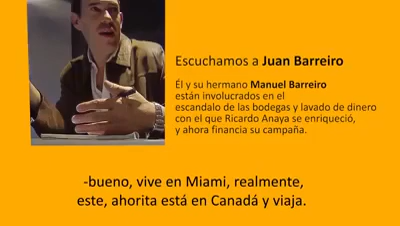 Escuchamos a Juan Barreiro
Él y su hermano Manuel Barreiro
están involucrados en el
escandalo de las bodegas y lavado de dinero
con el que Ricardo Anaya se enriqueció,
y ahora financia su campaña.
-bueno, vive en Miami, realmente,
este, ahorita está en Canadá y viaja.